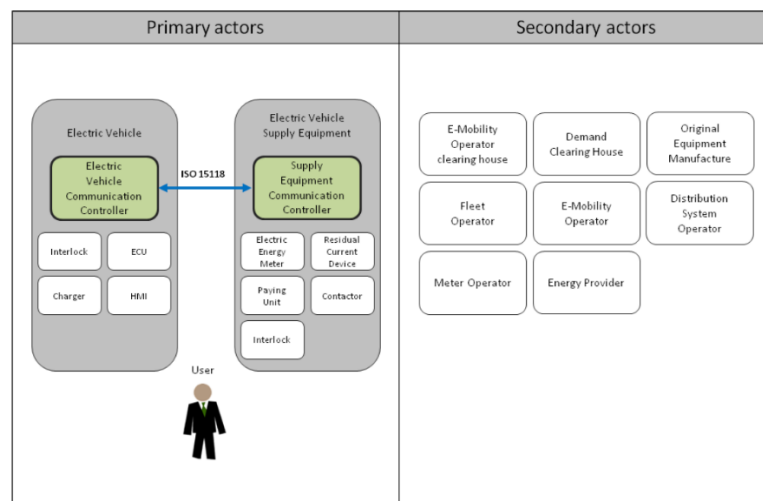 Primary actors
Secondary actors
Electric Vehicle
Electric
Vehicle
Communication
Controller
Interlock
ECU
Charger
HMI
ISO 15118
Electric Vehicle
Supply Equipment
Supply
Equipment
Communication
Controller
Electric
Energy
Meter
Residual
Current
Device
Paying
Unit
Contactor
Interlock
User
E-Mobility
Operator
clearing house
Demand
Clearing House
Original
Equipment
Manufacture
Fleet
Operator
E-Mobility
Operator
Distribution
System
Operator
Meter Operator
Energy Provider